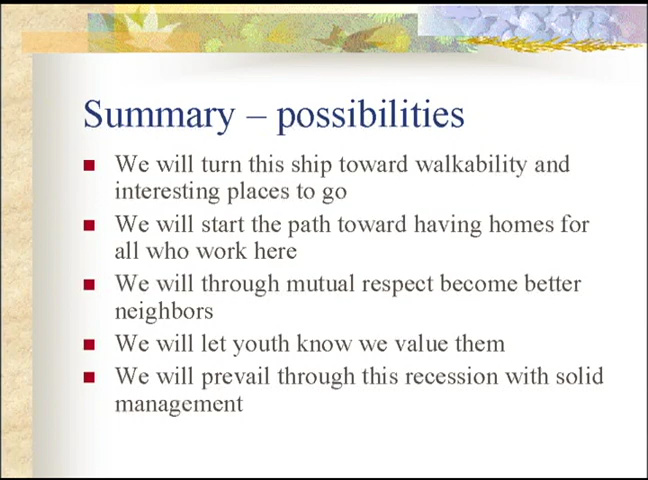 Summary – possibilities
We will turn this ship toward walkability and
interesting places to go
We will start the path toward having homes for
all who work here
We will through mutual respect become better
neighbors
We will let youth know we value them
We will prevail through this recession with solid
management